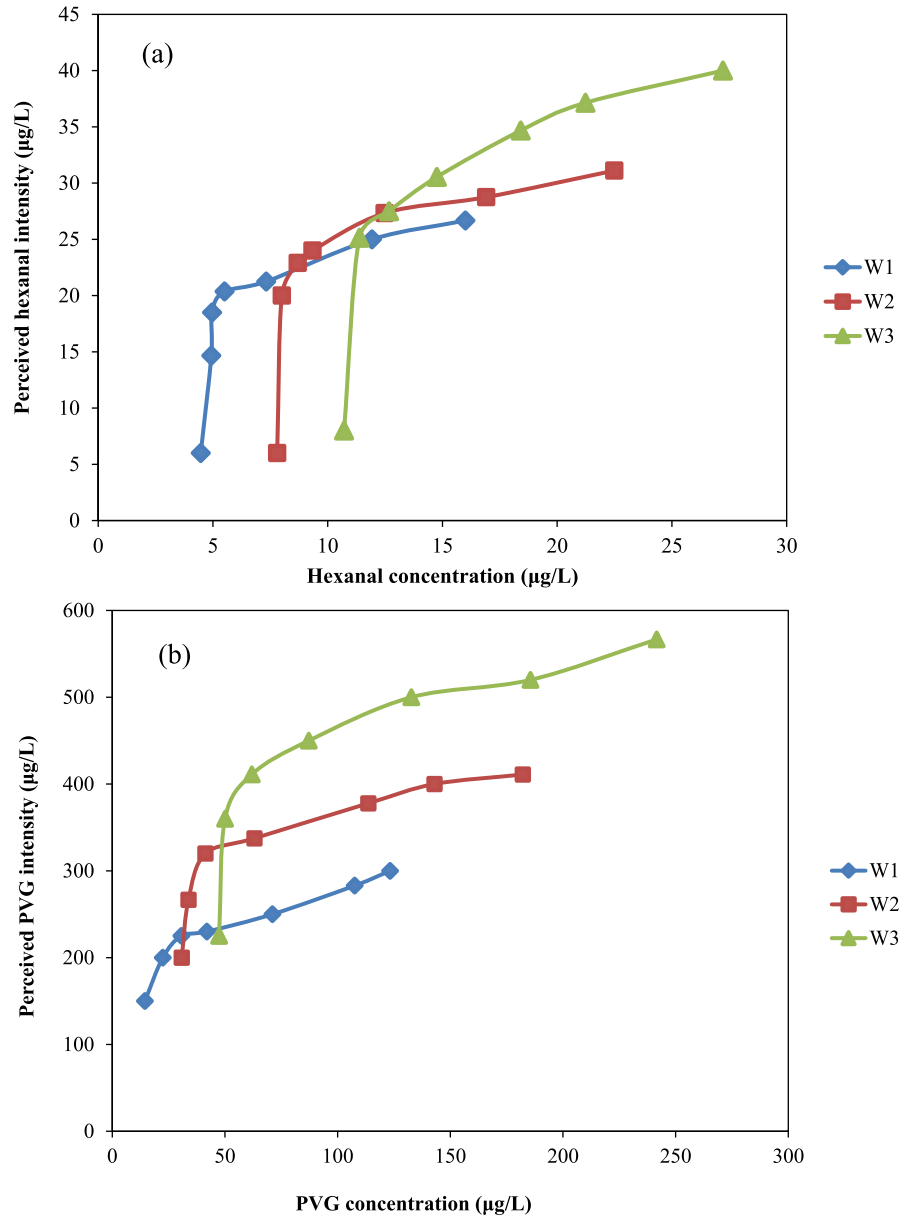 45
40
35
30
25
20
15
10
5
0
Perceived hexanal intensity (µg/L)
(a)
W1
W2
W3
0 5 10 15 20 25 30
Hexanal concentration (µg/L)
600
500
400
300
200
100
0
Perceived PVG intensity (µg/L)
(b)
W1
W2
W3
0 50 100 150 200 250 300
PVG concentration (µg/L)